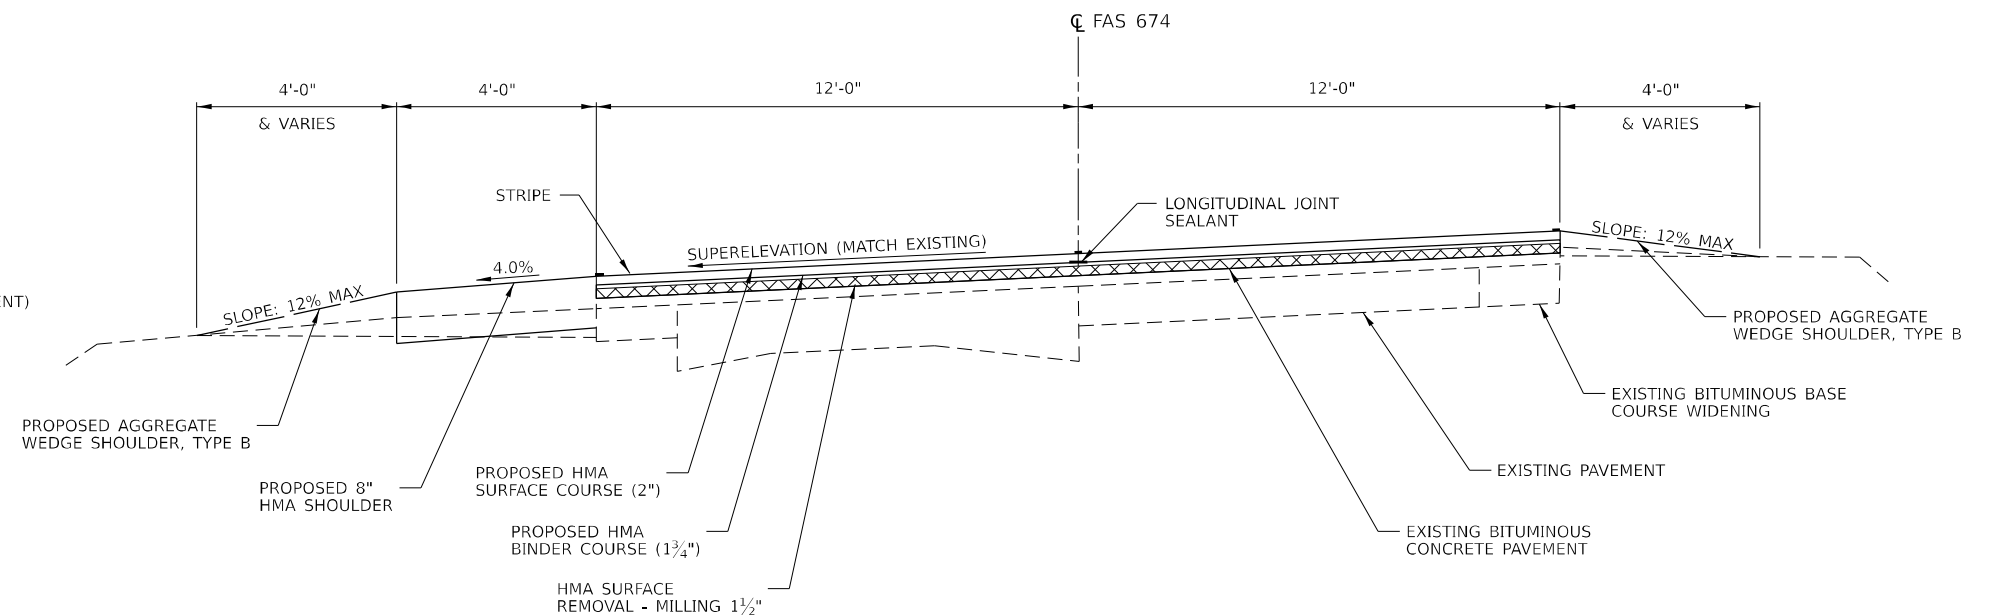 ℄ FAS 674
4'-0"
4'-0"
12'-0"
12'-0"
4'-0"
& VARIES
& VARIES
STRIPE
LONGITUDINAL JOINT
SEALANT
SUPERELEVATION (MATCH EXISTING)
SLOPE: 12% MAX
4.0%
SLOPE: 12% MAX
ENT)
PROPOSED AGGREGATE
WEDGE SHOULDER, TYPE B
EXISTING BITUMINOUS BASE
COURSE WIDENING
PROPOSED AGGREGATE
WEDGE SHOULDER, TYPE B
EXISTING PAVEMENT
PROPOSED HMA
SURFACE COURSE (2")
PROPOSED 8"
HMA SHOULDER
PROPOSED HMA
BINDER COURSE (1¾")
EXISTING BITUMINOUS
CONCRETE PAVEMENT
HMA SURFACE
REMOVAL - MILLING 1½"